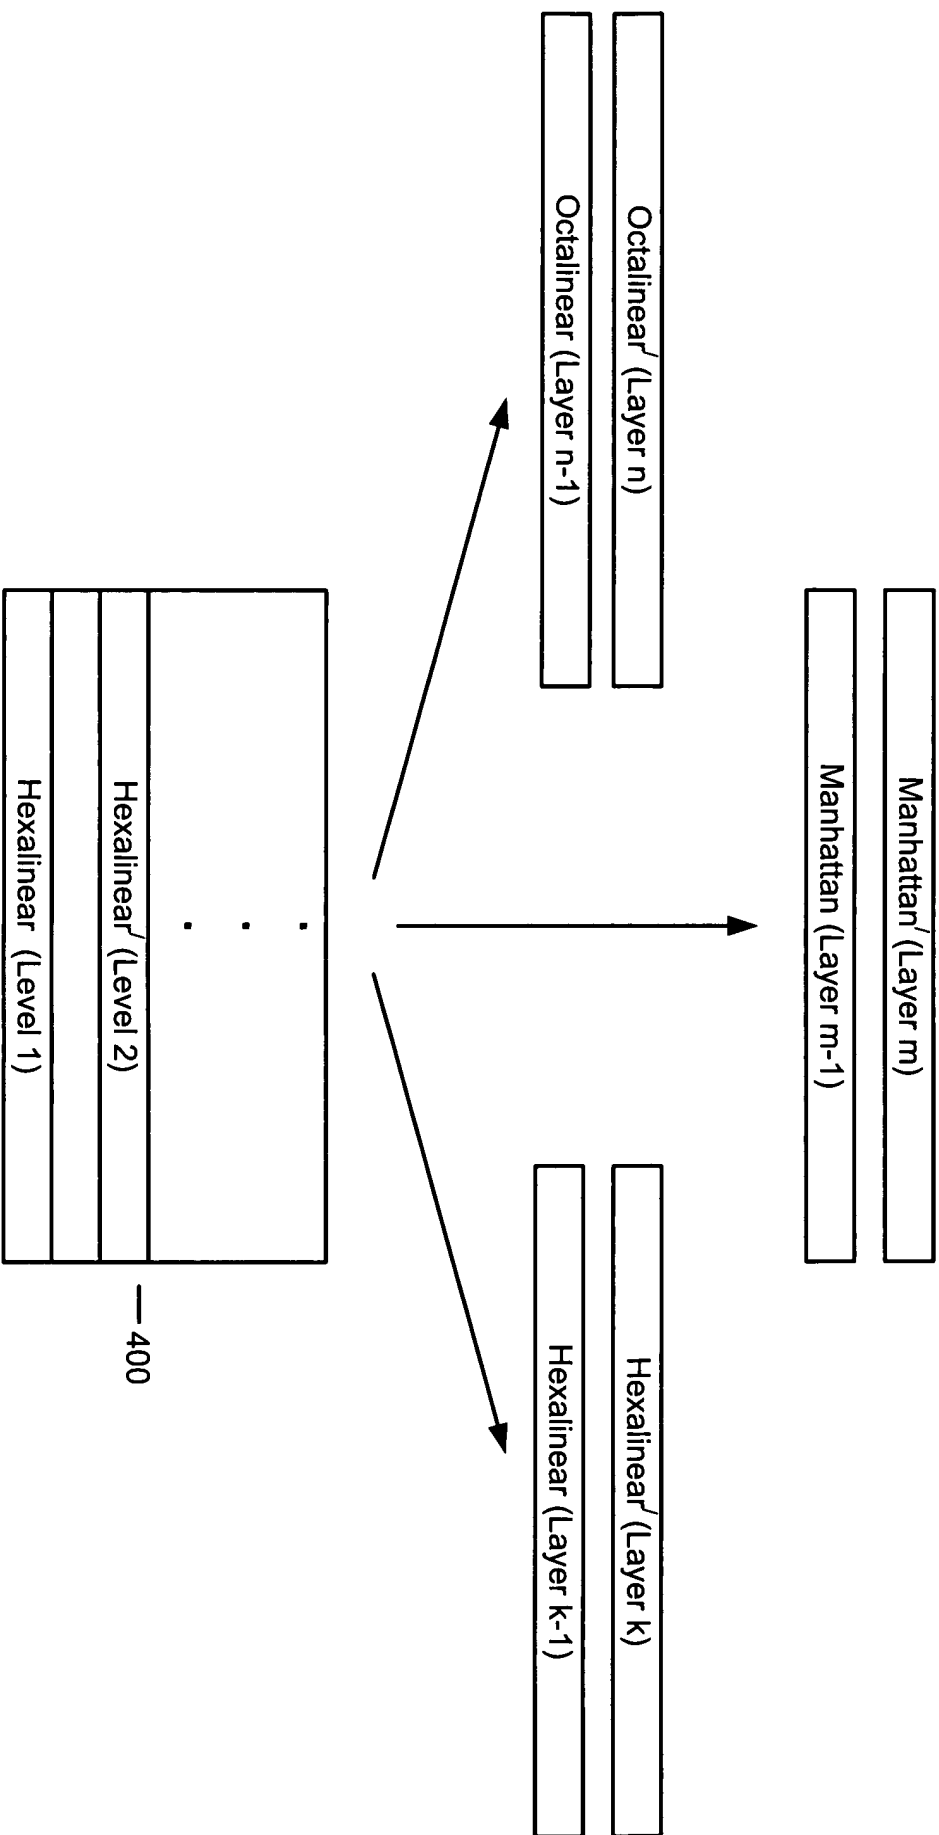 Manhattan/ (Layer m)
Manhattan (Layer m-1)
Octalinear/ (Layer n)
Octalinear (Layer n-1)
Hexalinear/ (Layer k)
Hexalinear (Layer k-1)
Hexalinear/ (Level 2)
Hexalinear (Level 1)
400